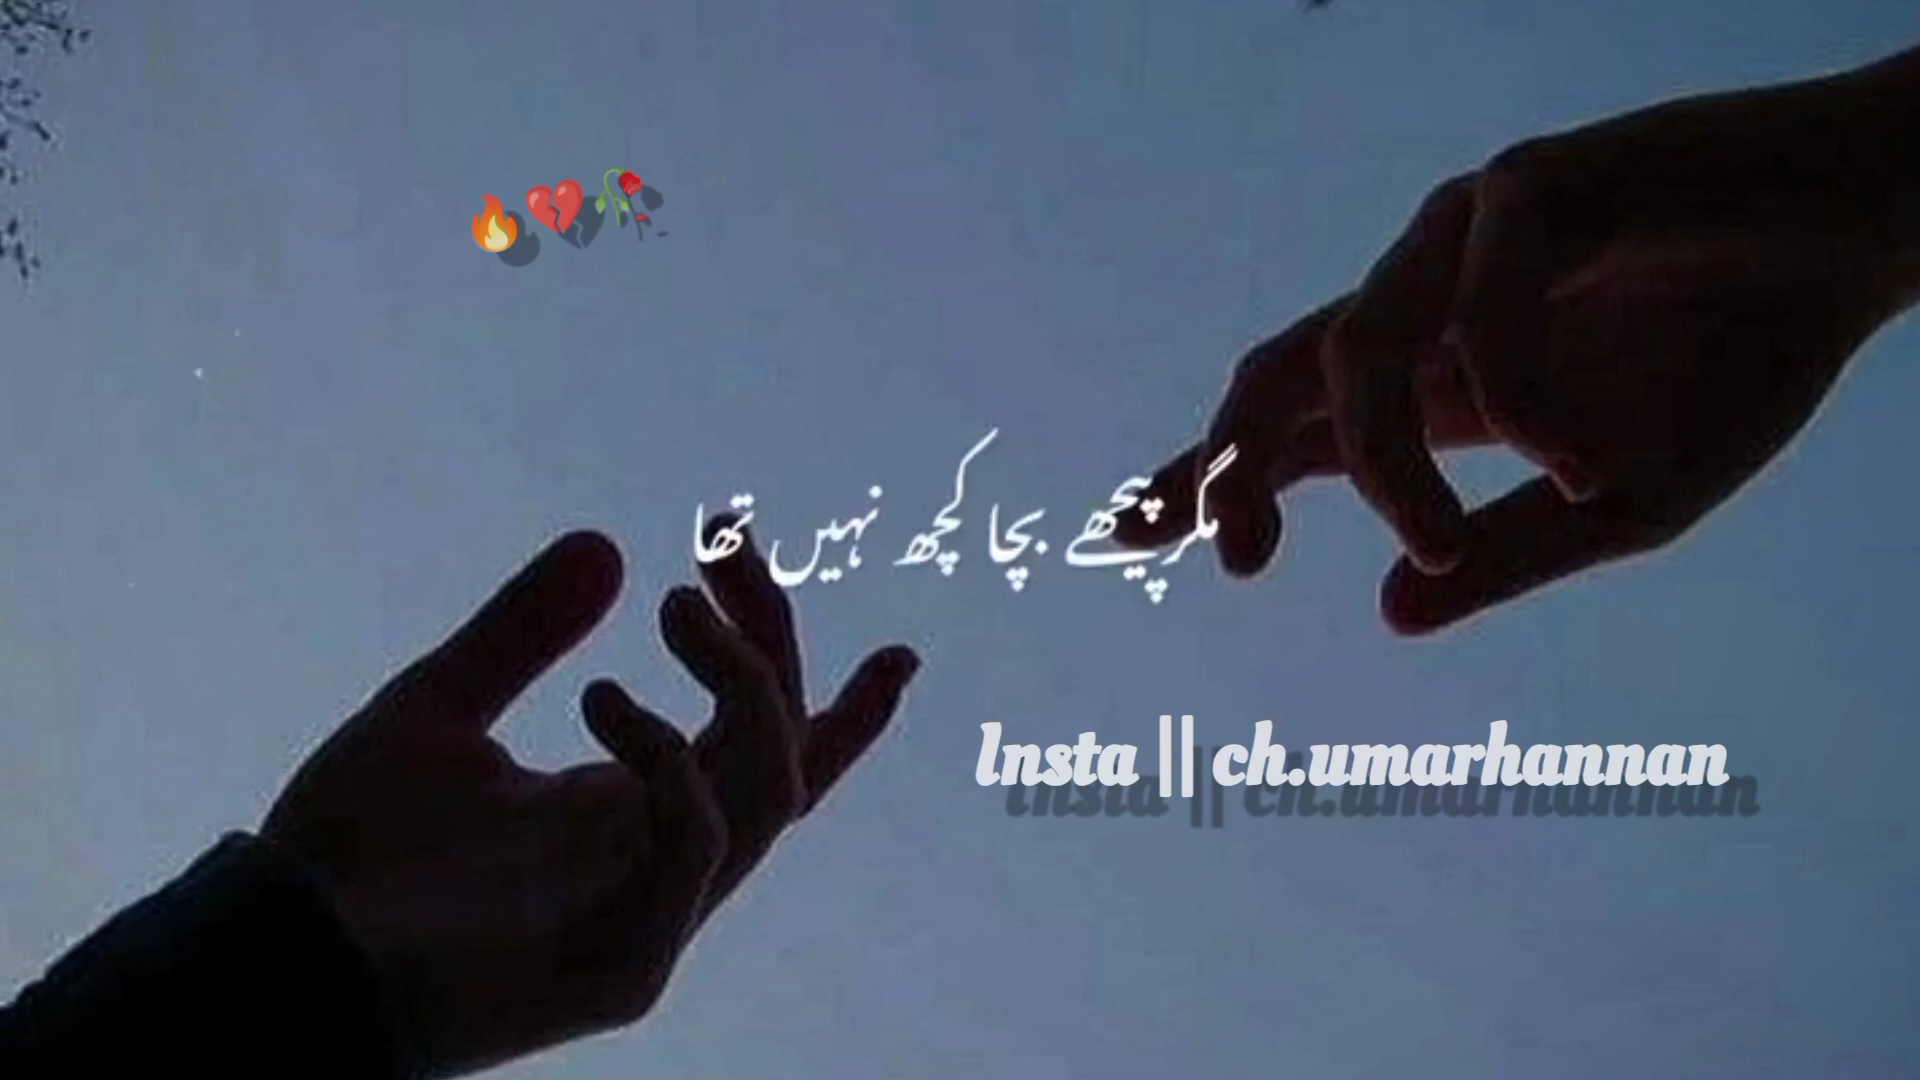 🔥💔🥀
مگر پیچھے بچا کچھ نہیں تھا
Insta || ch.umarhannan